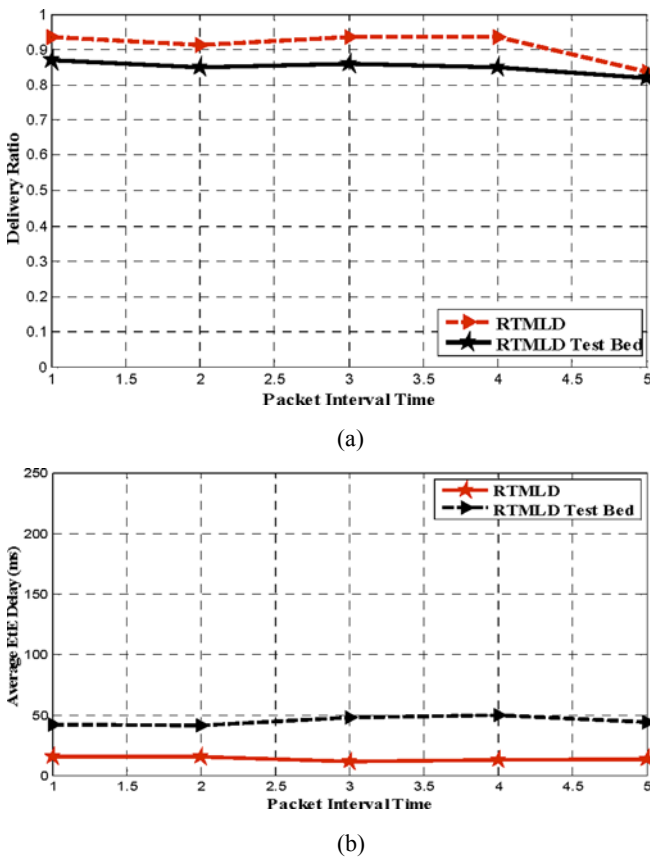 1
0.9
0.8
0.7
0.6
0.5
0.4
0.3
0.2
0.1
0
Delivery Ratio
RTMLD
RTMLD Test Bed
1 1.5 2 2.5 3 3.5 4 4.5 5
Packet Interval Time
(a)
250
200
150
100
50
0
Average EtE Delay (ms)
RTMLD
RTMLD Test Bed
1 1.5 2 2.5 3 3.5 4 4.5 5
Packet Interval Time
(b)